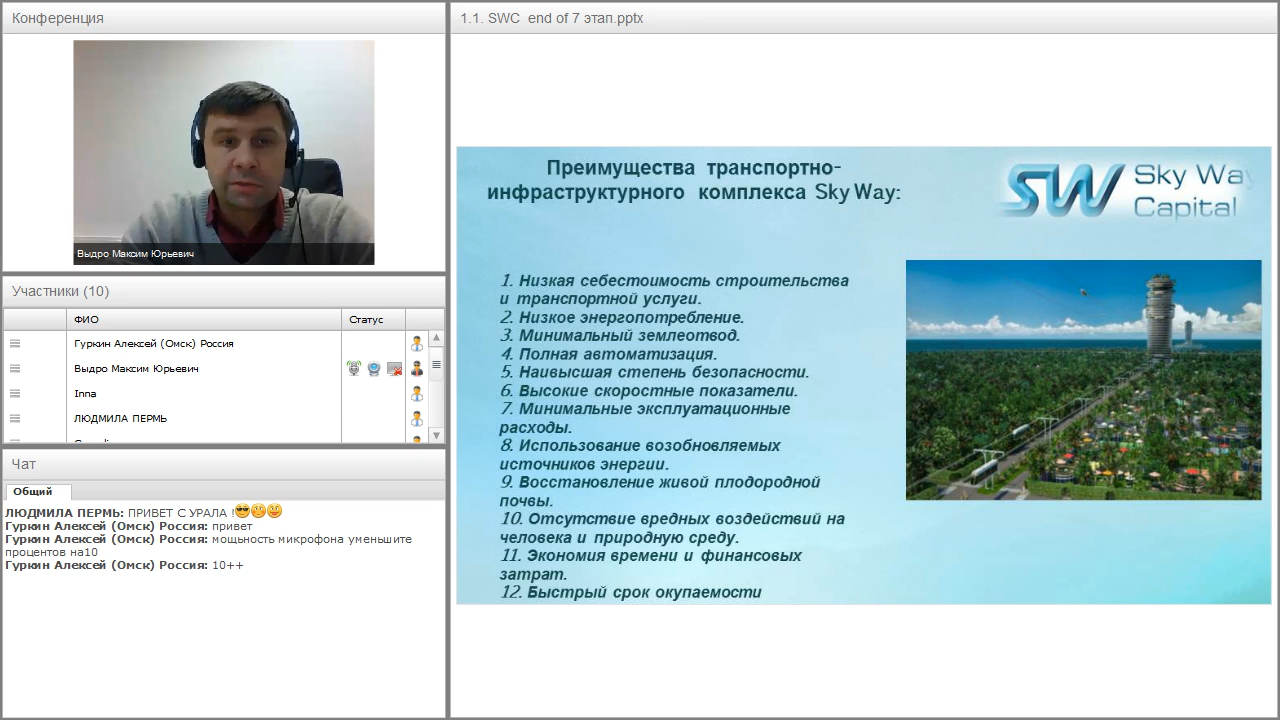 Конференция
Выдро Максим Юрьевич
Участники (10)
ФИО
Статус
Гуркин Алексей (Омск) Россия
Выдро Максим Юрьевич
Inna
ЛЮДМИЛА ПЕРМЬ
Чат
Общий
ЛЮДМИЛА ПЕРМЬ: ПРИВЕТ С УРАЛА !
Гуркин Алексей (Омск) Россия: привет
Гуркин Алексей (Омск) Россия: мощьность микрофона уменьшите
процентов на10
Гуркин Алексей (Омск) Россия: 10++
1.1. SWC end of 7 этап.pptx
Преимущества транспортно-
инфраструктурного комплекса Sky Way:
SW Sky Way
Capital
1. Низкая себестоимость строительства
и транспортной услуги.
2. Низкое энергопотребление.
3. Минимальный землеотвод.
4. Полная автоматизация.
5. Наивысшая степень безопасности.
6. Высокие скоростные показатели.
7. Минимальные эксплуатационные
расходы.
8. Использование возобновляемых
источников энергии.
9. Восстановление живой плодородной
почвы.
10. Отсутствие вредных воздействий на
человека и природную среду.
11. Экономия времени и финансовых
затрат.
12. Быстрый срок окупаемости